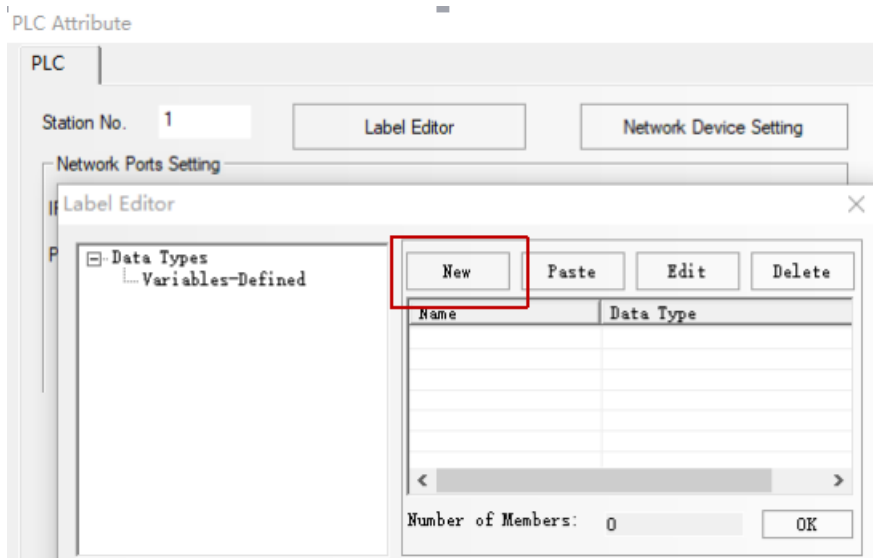 PLC Attribute
PLC
Station No. 1 Label Editor Network Device Setting
Network Ports Setting
Label Editor
Data Types
Variables-Defined
New Paste Edit Delete
Name Data Type
Number of Members: 0 OK